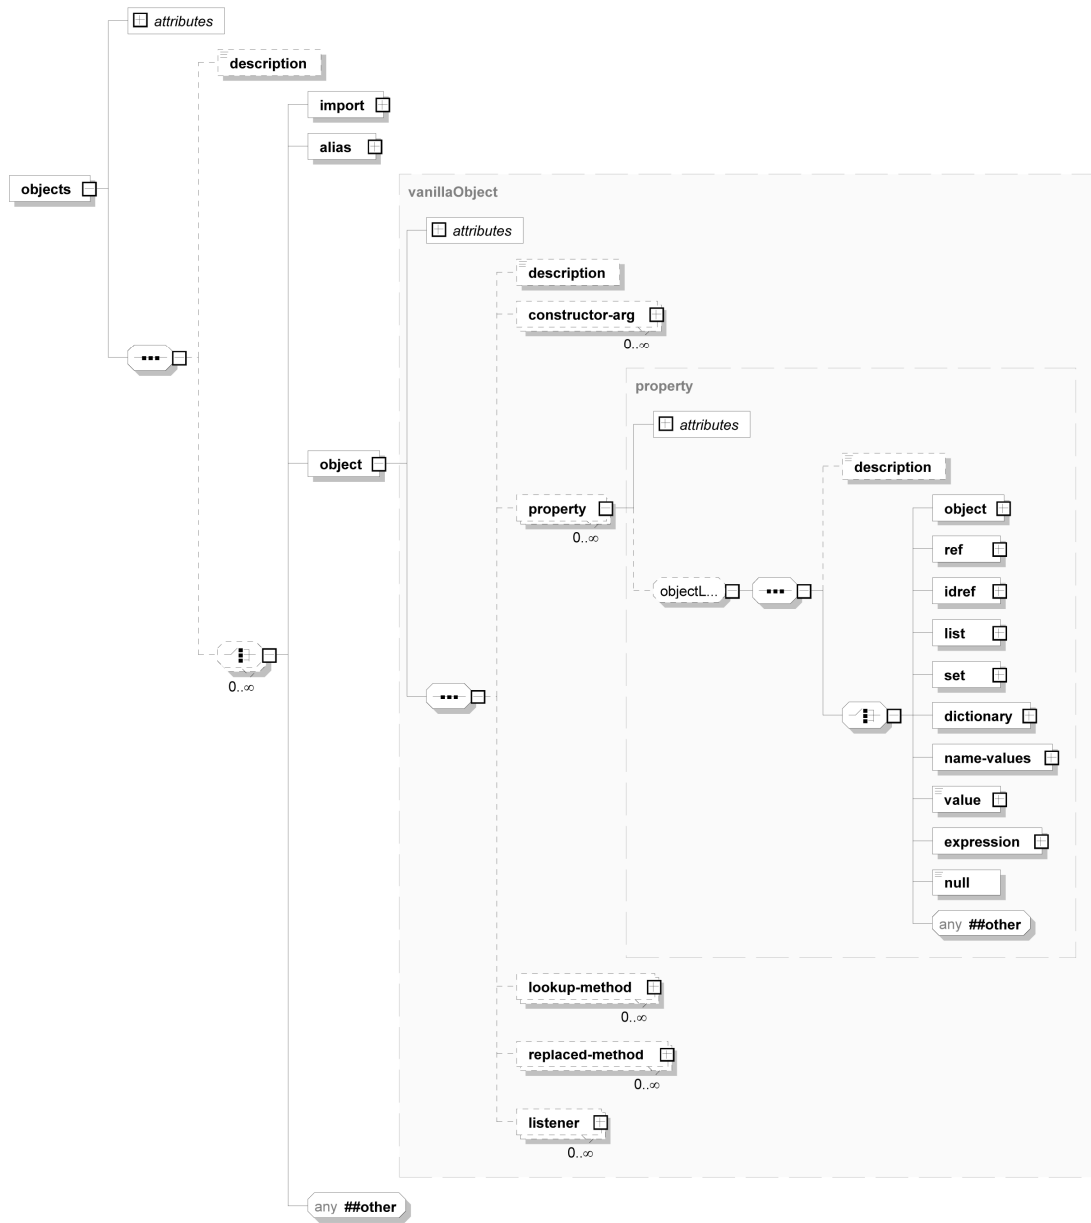 attributes
description
import
alias
objects
vanillaObject
attributes
description
constructor-arg
0..∞
property
attributes
description
object
property
object
0..∞
ref
objectL...
idref
list
set
0..∞
dictionary
name-values
value
expression
null
any ##other
lookup-method
0..∞
replaced-method
0..∞
listener
0..∞
any ##other